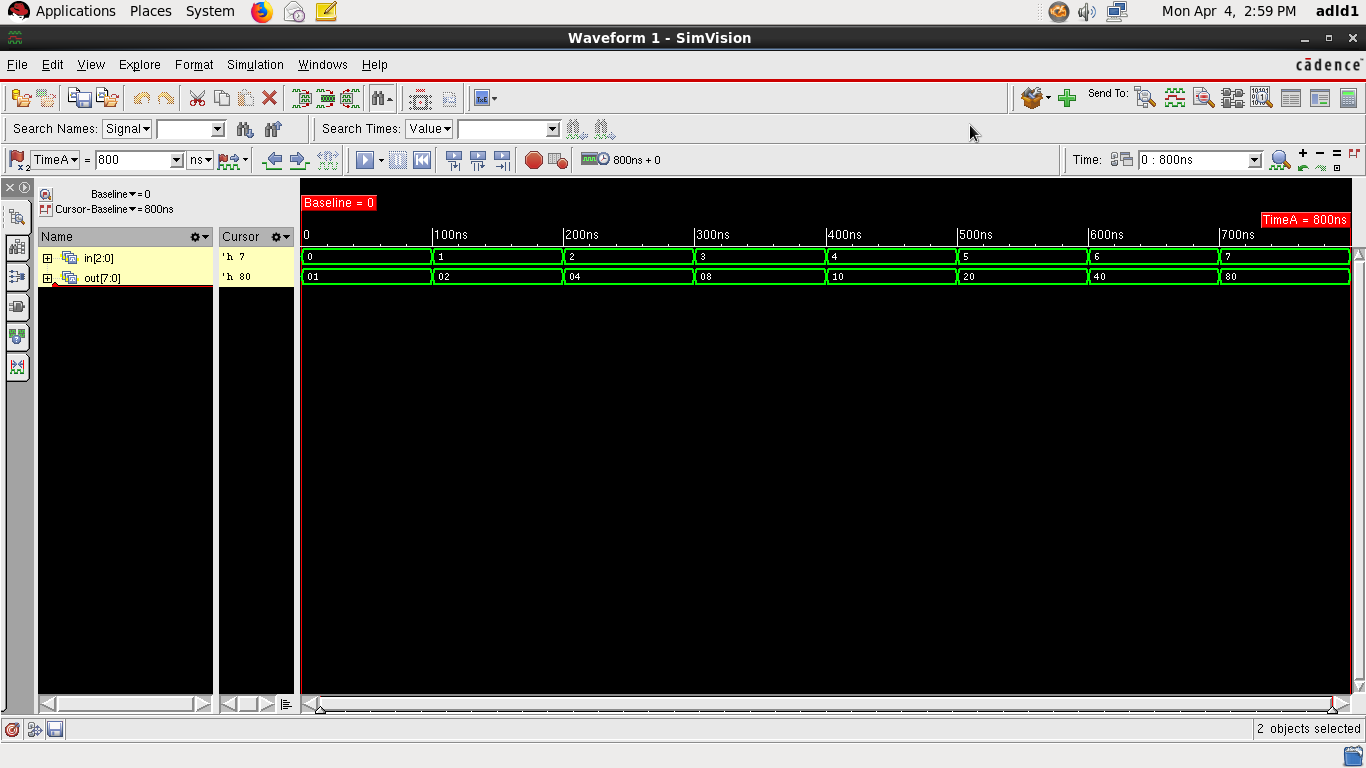 Applications Places System Mon Apr 4, 2:59 PM adld1
Waveform 1 - SimVision
File Edit View Explore Format Simulation Windows Help cādence
Send To:
Search Names: Signal Search Times: Value
TimeA = 800 ns 800ns + 0 Time: 0 : 800ns
Baseline = 0
Cursor-Baseline = 800ns
Baseline = 0
TimeA = 800ns
Name Cursor 0 100ns 200ns 300ns 400ns 500ns 600ns 700ns
in[2:0] 'h 7 0 1 2 3 4 5 6 7
out[7:0] 'h 80 01 02 04 08 10 20 40 80
2 objects selected